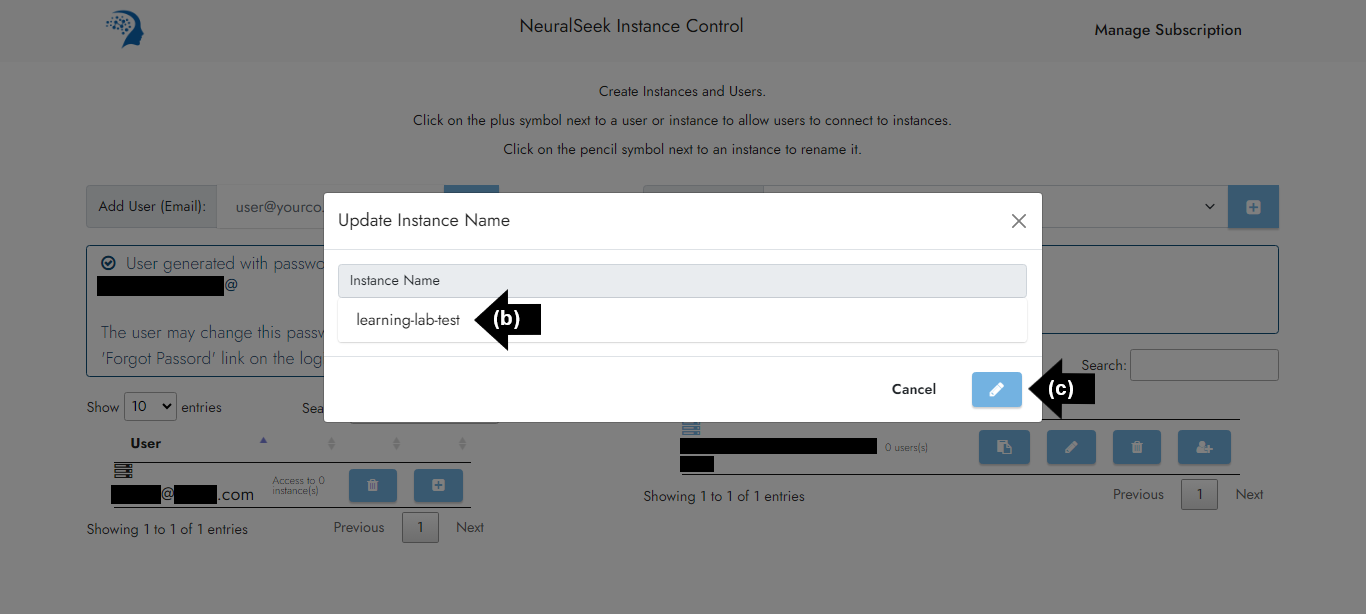 NeuralSeek Instance Control
Manage Subscription
Create Instances and Users.
Click on the plus symbol next to a user or instance to allow users to connect to instances.
Click on the pencil symbol next to an instance to rename it.
Add User (Email):
user@yourco
User generated with passwo
@
The user may change this passw
'Forgot Passord' link on the log
Update Instance Name
Instance Name
learning-lab-test
(b)
Cancel
(c)
Show 10 entries
Sea
User
Access to 0
instance(s)
@ .com
Showing 1 to 1 of 1 entries
Previous 1 Next
Search:
0 users(s)
Showing 1 to 1 of 1 entries
Previous 1 Next